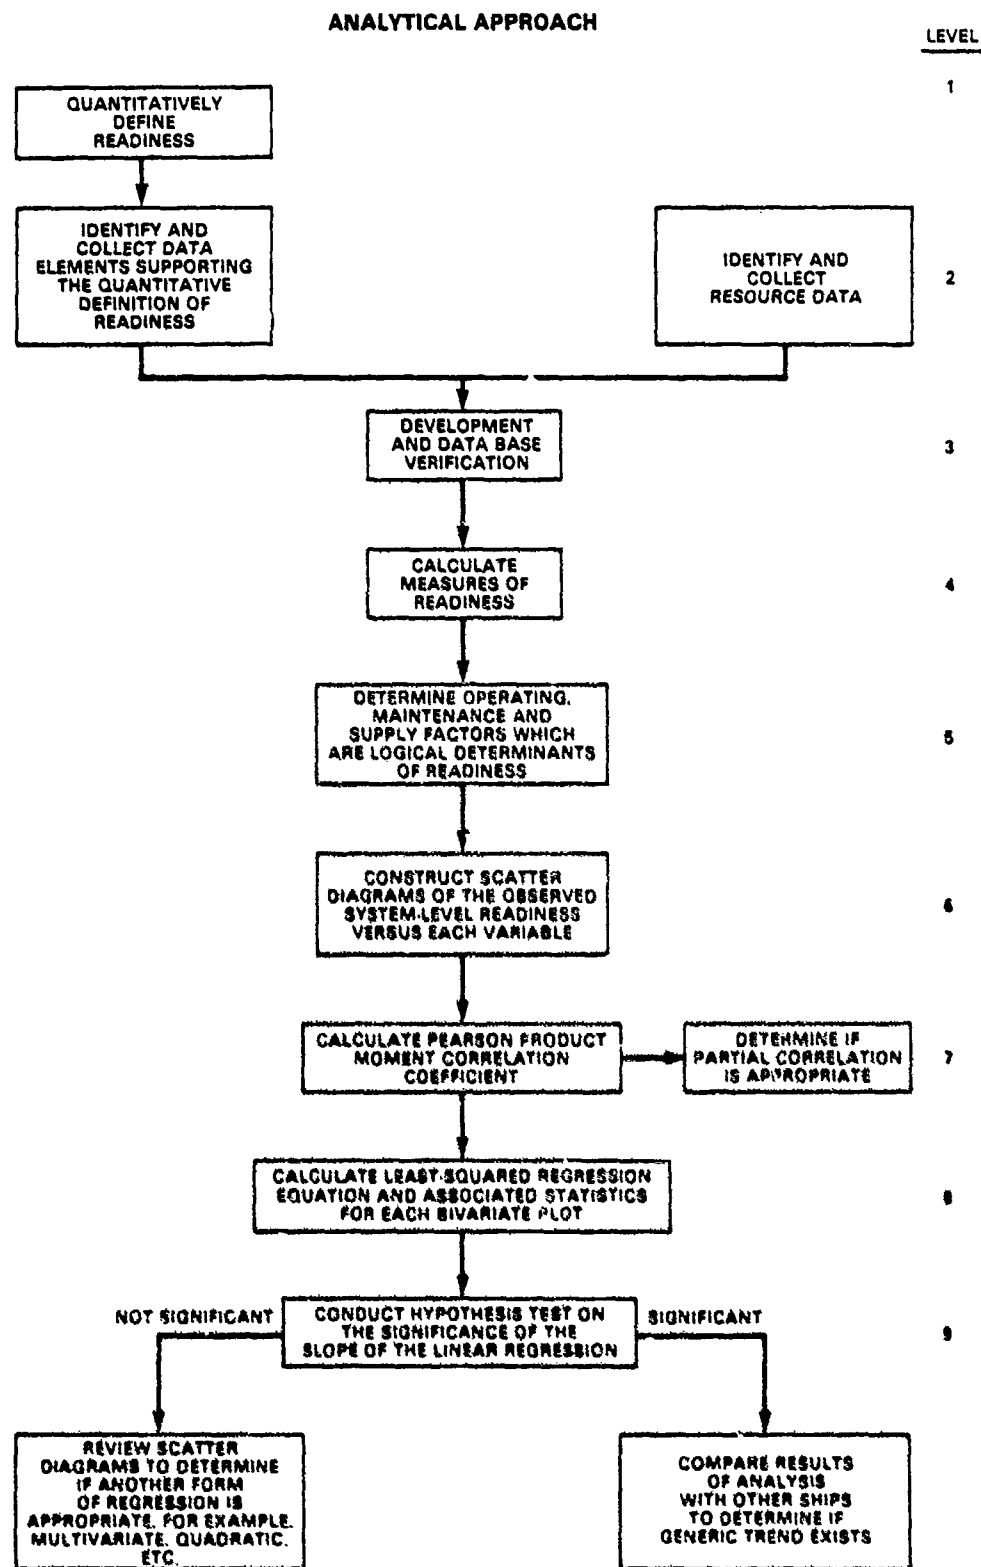 ANALYTICAL APPROACH
LEVEL
1
QUANTITATIVELY
DEFINE
READINESS
IDENTIFY AND
COLLECT DATA
ELEMENTS SUPPORTING
THE QUANTITATIVE
DEFINITION OF
READINESS
IDENTIFY AND
COLLECT
RESOURCE DATA
2
DEVELOPMENT
AND DATA BASE
VERIFICATION
3
CALCULATE
MEASURES OF
READINESS
4
DETERMINE OPERATING,
MAINTENANCE AND
SUPPLY FACTORS WHICH
ARE LOGICAL DETERMINANTS
OF READINESS
5
CONSTRUCT SCATTER
DIAGRAMS OF THE OBSERVED
SYSTEM-LEVEL READINESS
VERSUS EACH VARIABLE
6
CALCULATE PEARSON PRODUCT
MOMENT CORRELATION
COEFFICIENT
DETERMINE IF
PARTIAL CORRELATION
IS APPROPRIATE
7
CALCULATE LEAST-SQUARED REGRESSION
EQUATION AND ASSOCIATED STATISTICS
FOR EACH BIVARIATE PLOT
8
NOT SIGNIFICANT
CONDUCT HYPOTHESIS TEST ON
THE SIGNIFICANCE OF THE
SLOPE OF THE LINEAR REGRESSION
SIGNIFICANT
9
REVIEW SCATTER
DIAGRAMS TO DETERMINE
IF ANOTHER FORM
OF REGRESSION IS
APPROPRIATE, FOR EXAMPLE,
MULTIVARIATE, QUADRATIC,
ETC.
COMPARE RESULTS
OF ANALYSIS
WITH OTHER SHIPS
TO DETERMINE IF
GENERIC TREND EXISTS